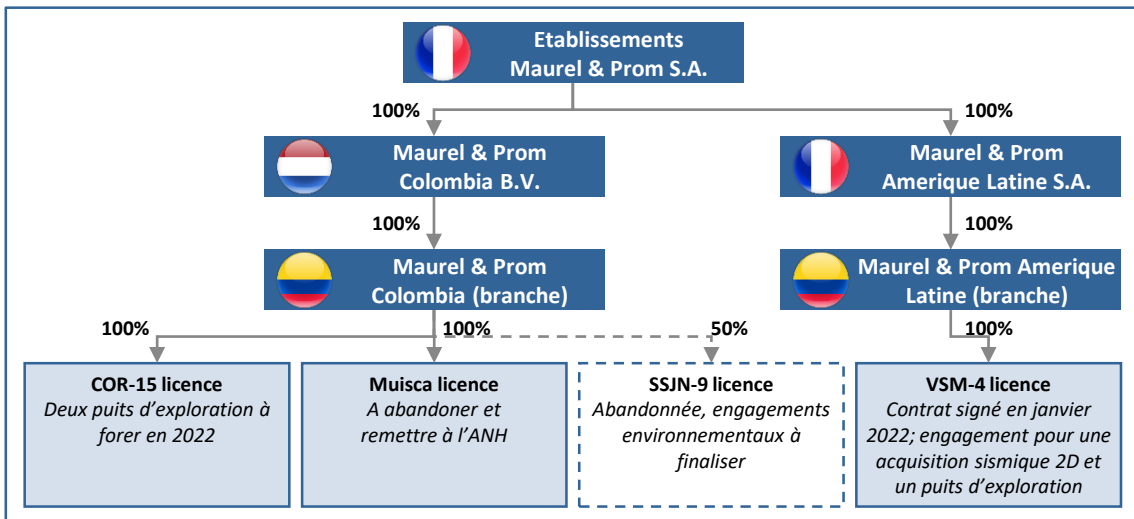 Etablissements
Maurel & Prom S.A.
100%
100%
Maurel & Prom
Colombia B.V.
Maurel & Prom
Amerique Latine S.A.
100%
100%
Maurel & Prom
Colombia (branche)
Maurel & Prom Amerique
Latine (branche)
100%
100%
50%
100%
COR-15 licence
Deux puits d'exploration à
forer en 2022
Muisca licence
A abandoner et
remettre à l'ANH
SSJN-9 licence
Abandonnée, engagements
environnementaux à
finaliser
VSM-4 licence
Contrat signé en janvier
2022; engagement pour une
acquisition sismique 2D et
un puits d'exploration